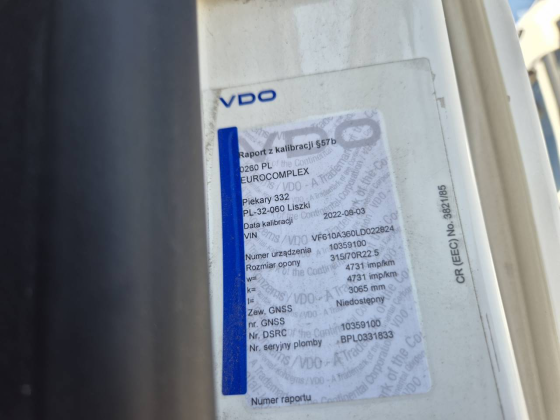 VDO
VDO
Raport z kalibracji §57b
0260 PL
EUROCOMPLEX
Piekary 332
PL-32-060 Liszki
Data kalibracji 2022-08-03
VIN VF610A360LD022824
Numer urządzenia 10359100
Rozmiar opony 315/70R22.5
w= 4731 imp/km
k= 4731 imp/km
l= 3065 mm
Zew. GNSS Niedostępny
nr. GNSS
Nr. DSRC 10359100
Nr. seryjny plomby BPL0331633
Numer raportu
CR (EEC) No. 3821/85